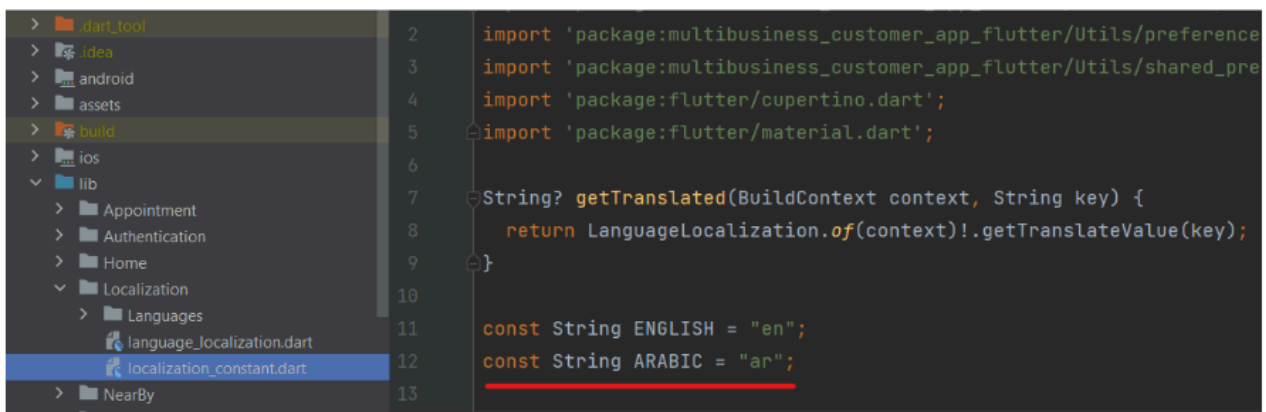 .dart_tool
.idea
android
assets
build
ios
lib
Appointment
Authentication
Home
Localization
Languages
language_localization.dart
localization_constant.dart
NearBy
2 import 'package:multibusiness_customer_app_flutter/Utils/preference
3 import 'package:multibusiness_customer_app_flutter/Utils/shared_pre
4 import 'package:flutter/cupertino.dart';
5 import 'package:flutter/material.dart';
6
7 String? getTranslated(BuildContext context, String key) {
8 return LanguageLocalization.of(context)!.getTranslateValue(key);
9 }
10
11 const String ENGLISH = "en";
12 const String ARABIC = "ar";
13